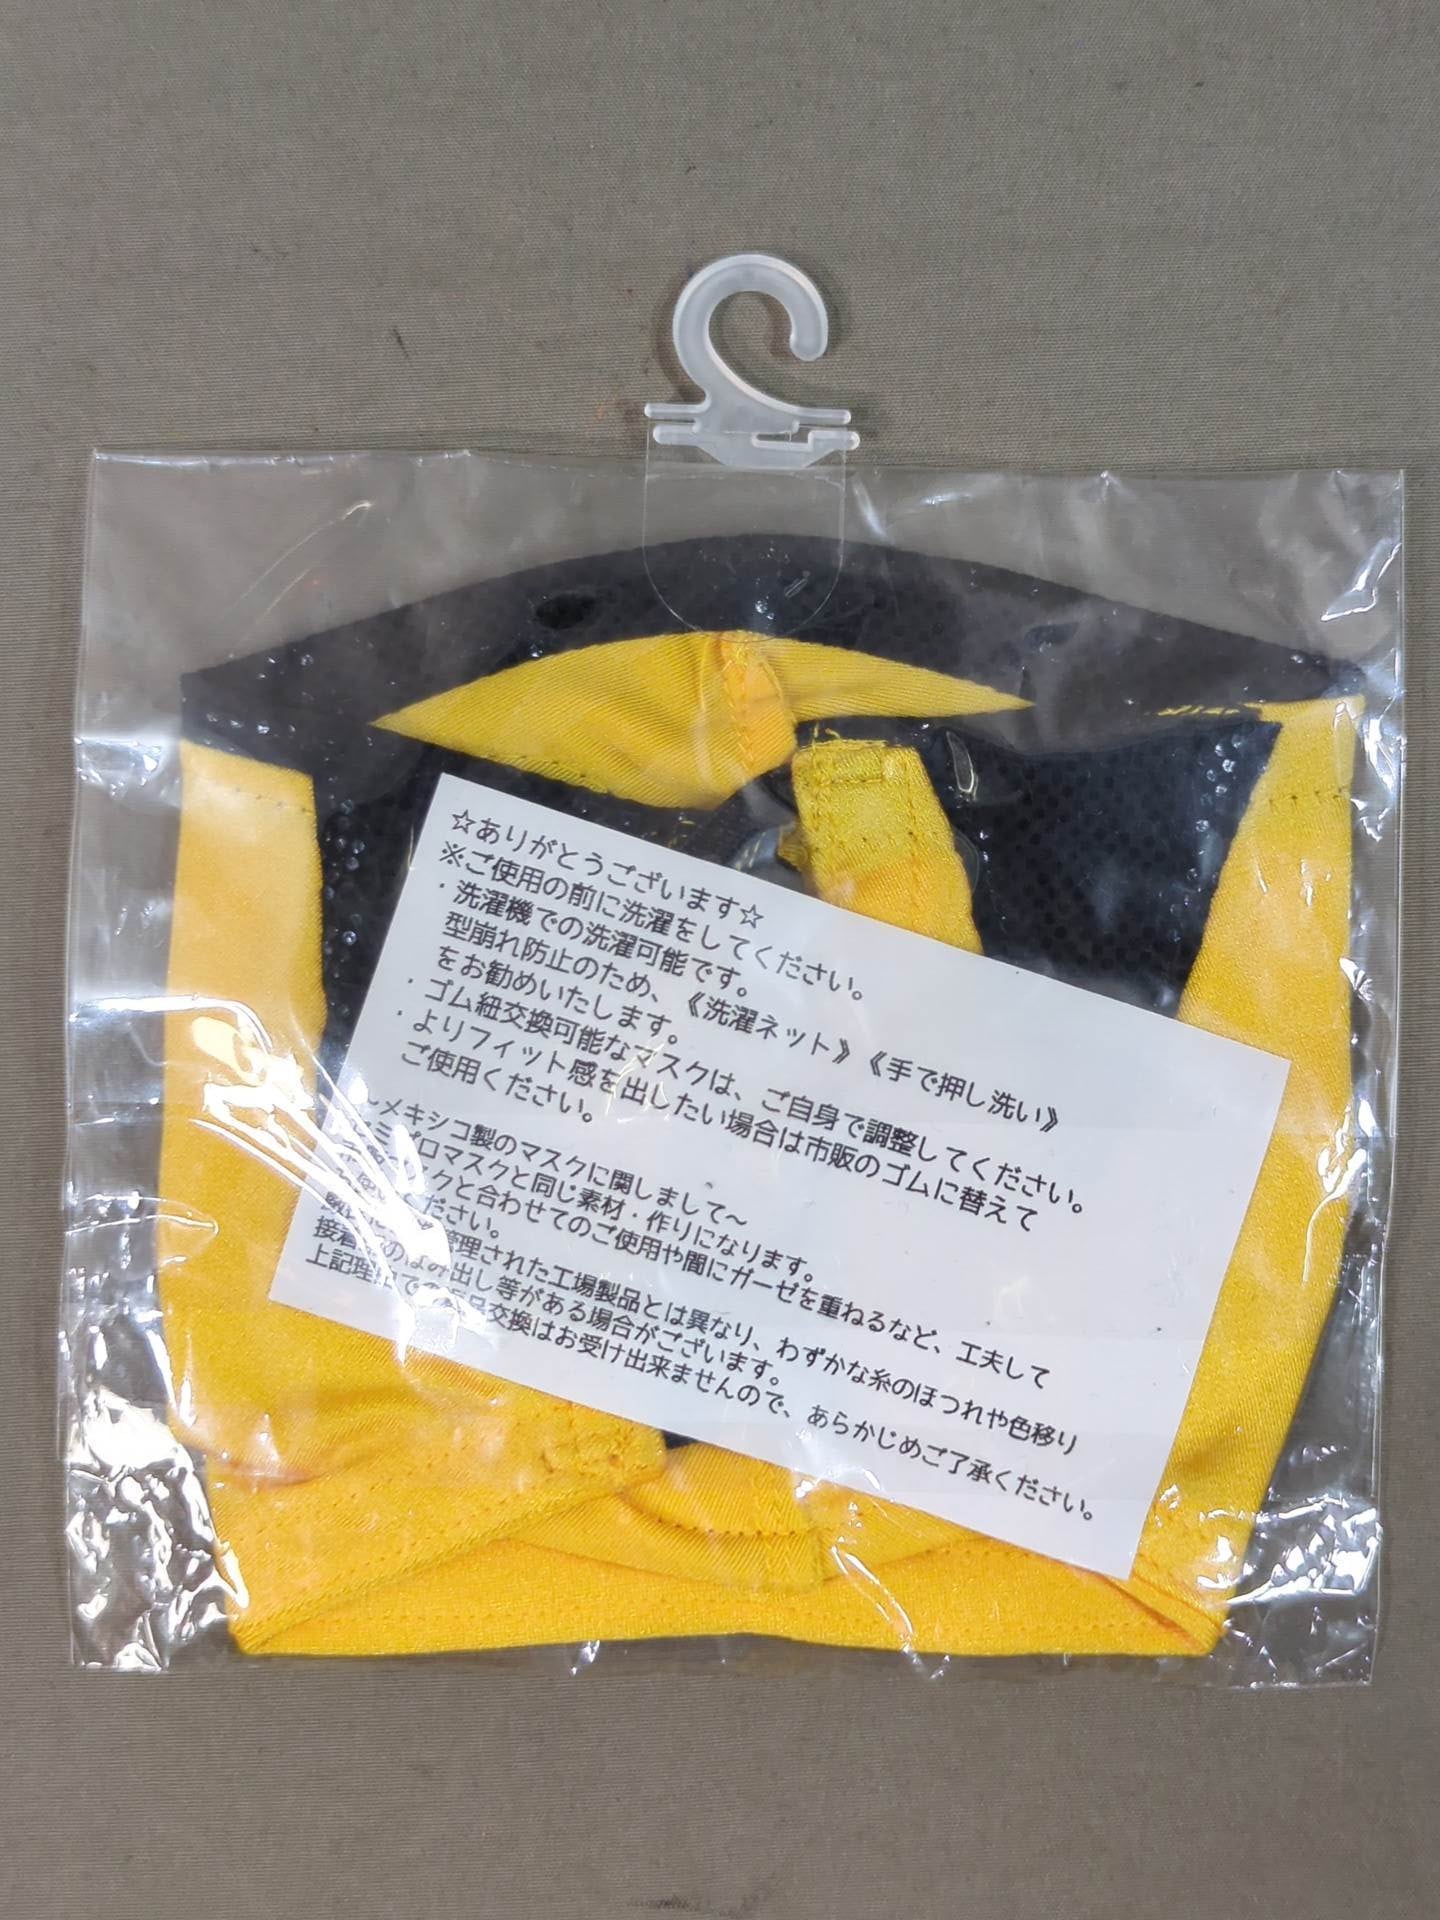 ☆ありがとうございます☆
※ご使用の前に洗濯をしてください。
・洗濯機での洗濯可能です。
型崩れ防止のため、《洗濯ネット》《手で押し洗い》
をお勧めいたします。
・ゴム紐交換可能なマスクは、ご自身で調整してください。
・よりフィット感を出したい場合は市販のゴムに替えて
ご使用ください。
～メキシコ製のマスクに関しまして～
ミプロマスクと同じ素材・作りになります。
クと合わせてのご使用や間にガーゼを重ねるなど、工夫して
ください。
管理された工場製品とは異なり、わずかな糸のほつれや色移り
接着 のはみ出し等がある場合がございます。
上記理由での返品交換はお受け出来ませんので、あらかじめご了承ください。